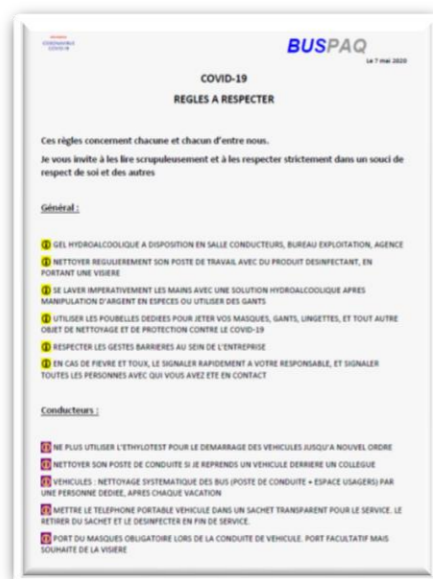 CORONAVIRUS
COVID-19
BUSPAQ
Le 7 mai 2020
COVID-19
REGLES A RESPECTER
Ces règles concernent chacune et chacun d'entre nous.
Je vous invite à les lire scrupuleusement et à les respecter strictement dans un souci de
respect de soi et des autres
Général :
GEL HYDROALCOOLIQUE A DISPOSITION EN SALLE CONDUCTEURS, BUREAU EXPLOITATION, AGENCE
NETTOYER REGULIEREMENT SON POSTE DE TRAVAIL AVEC DU PRODUIT DESINFECTANT, EN
PORTANT UNE VISIERE
SE LAVER IMPERATIVEMENT LES MAINS AVEC UNE SOLUTION HYDROALCOOLIQUE APRES
MANIPULATION D'ARGENT EN ESPECES OU UTILISER DES GANTS
UTILISER LES POUBELLES DEDIEES POUR JETER VOS MASQUES, GANTS, LINGETTES, ET TOUT AUTRE
OBJET DE NETTOYAGE ET DE PROTECTION CONTRE LE COVID-19
RESPECTER LES GESTES BARRIERES AU SEIN DE L'ENTREPRISE
EN CAS DE FIEVRE ET TOUX, LE SIGNALER RAPIDEMENT A VOTRE RESPONSABLE, ET SIGNALER
TOUTES LES PERSONNES AVEC QUI VOUS AVEZ ETE EN CONTACT
Conducteurs :
NE PLUS UTILISER L'ETHYLOTEST POUR LE DEMARRAGE DES VEHICULES JUSQU'A NOUVEL ORDRE
NETTOYER SON POSTE DE CONDUITE SI JE REPRENDS UN VEHICULE DERRIERE UN COLLEGUE
VEHICULES : NETTOYAGE SYSTEMATIQUE DES BUS (POSTE DE CONDUITE + ESPACE USAGERS) PAR
UNE PERSONNE DEDIEE, APRES CHAQUE VACATION
METTRE LE TELEPHONE PORTABLE VEHICULE DANS UN SACHET TRANSPARENT POUR LE SERVICE. LE
RETIRER DU SACHET ET LE DESINFECTER EN FIN DE SERVICE.
PORT DU MASQUES OBLIGATOIRE LORS DE LA CONDUITE DE VEHICULE. PORT FACULTATIF MAIS
SOUHAITE DE LA VISIERE